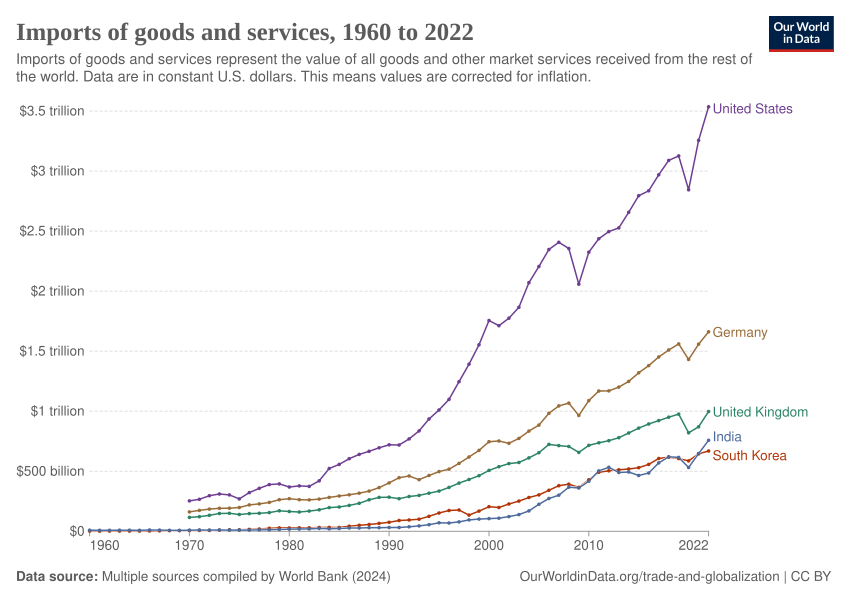 Imports of goods and services, 1960 to 2022
Our World
in Data
Imports of goods and services represent the value of all goods and other market services received from the rest of
the world. Data are in constant U.S. dollars. This means values are corrected for inflation.
$3.5 trillion
United States
$3 trillion
$2.5 trillion
$2 trillion
Germany
$1.5 trillion
$1 trillion
United Kingdom
India
South Korea
$500 billion
$0
1960 1970 1980 1990 2000 2010 2022
Data source: Multiple sources compiled by World Bank (2024)
OurWorldinData.org/trade-and-globalization | CC BY